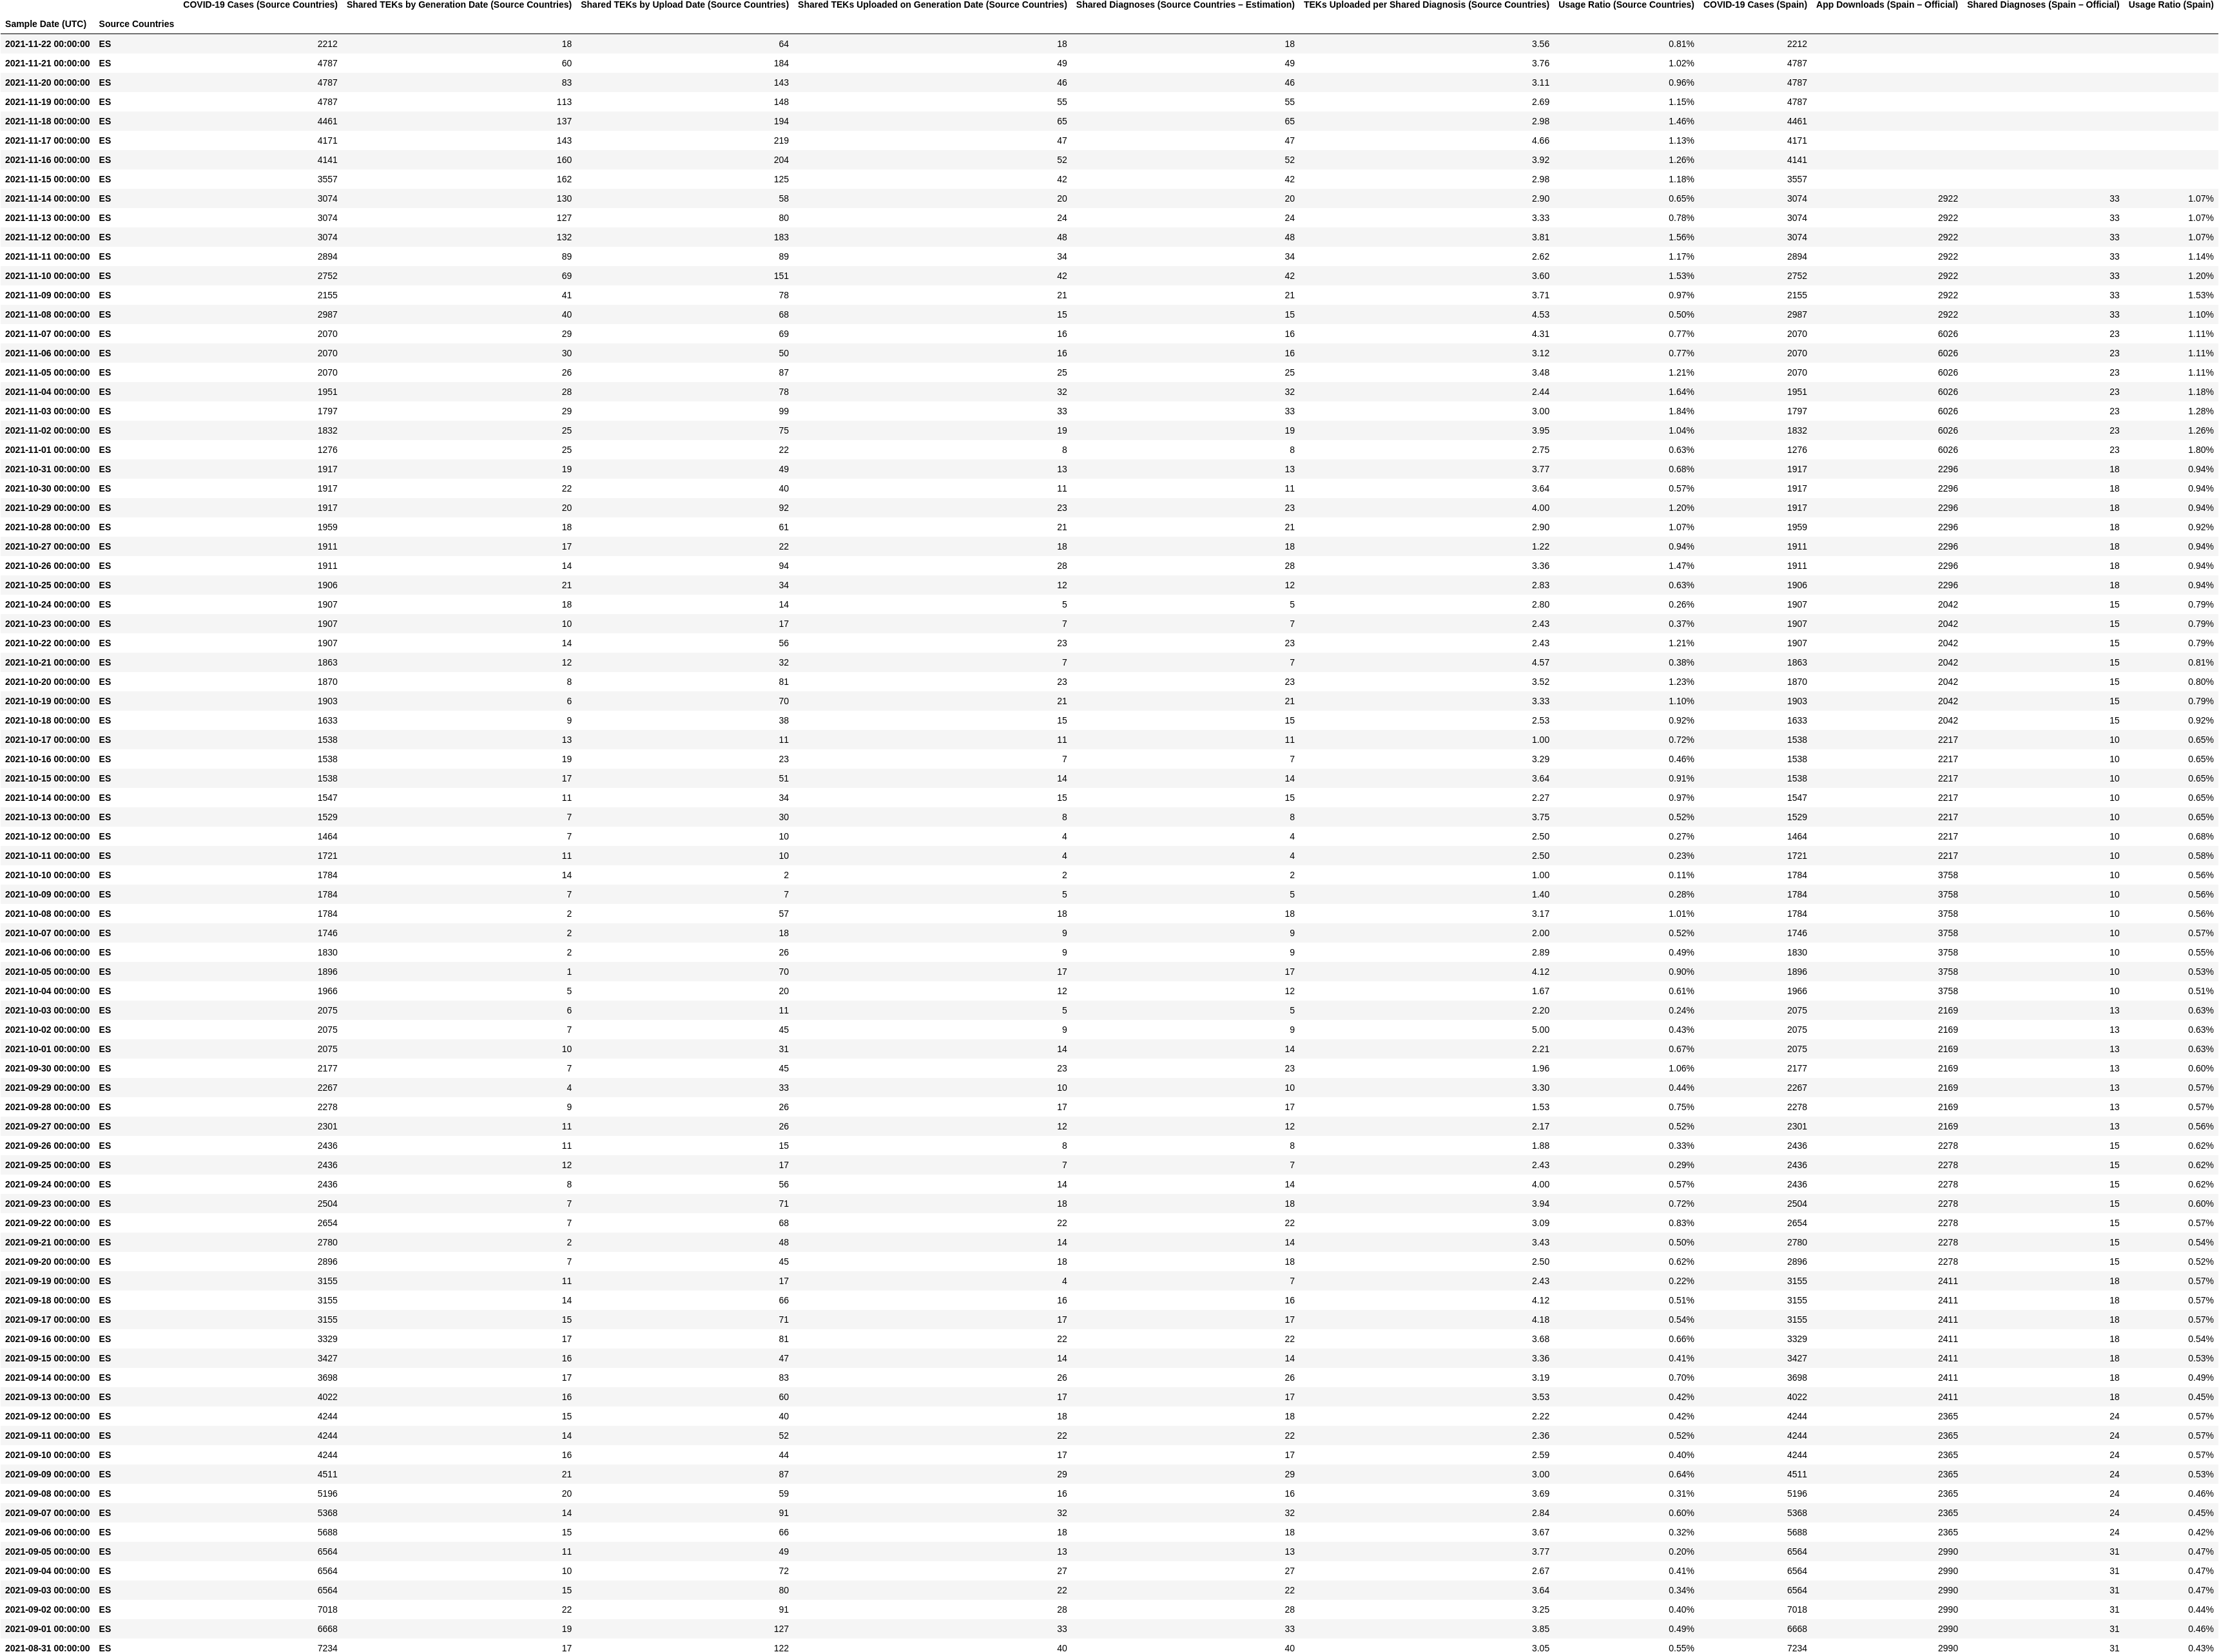 COVID-19 Cases (Source Countries) Shared TEKs by Generation Date (Source Countries) Shared TEKs by Upload Date (Source Countries) Shared TEKs Uploaded on Generation Date (Source Countries) Shared Diagnoses (Source Countries – Estimation) TEKs Uploaded per Shared Diagnosis (Source Countries) Usage Ratio (Source Countries) COVID-19 Cases (Spain) App Downloads (Spain – Official) Shared Diagnoses (Spain – Official) Usage Ratio (Spain)
Sample Date (UTC) Source Countries
2021-11-22 00:00:00 ES 2212 18 64 18 18 3.56 0.81% 2212
2021-11-21 00:00:00 ES 4787 60 184 49 49 3.76 1.02% 4787
2021-11-20 00:00:00 ES 4787 83 143 46 46 3.11 0.96% 4787
2021-11-19 00:00:00 ES 4787 113 148 55 55 2.69 1.15% 4787
2021-11-18 00:00:00 ES 4461 137 194 65 65 2.98 1.46% 4461
2021-11-17 00:00:00 ES 4171 143 219 47 47 4.66 1.13% 4171
2021-11-16 00:00:00 ES 4141 160 204 52 52 3.92 1.26% 4141
2021-11-15 00:00:00 ES 3557 162 125 42 42 2.98 1.18% 3557
2021-11-14 00:00:00 ES 3074 130 58 20 20 2.90 0.65% 3074 2922 33 1.07%
2021-11-13 00:00:00 ES 3074 127 80 24 24 3.33 0.78% 3074 2922 33 1.07%
2021-11-12 00:00:00 ES 3074 132 183 48 48 3.81 1.56% 3074 2922 33 1.07%
2021-11-11 00:00:00 ES 2894 89 89 34 34 2.62 1.17% 2894 2922 33 1.14%
2021-11-10 00:00:00 ES 2752 69 151 42 42 3.60 1.53% 2752 2922 33 1.20%
2021-11-09 00:00:00 ES 2155 41 78 21 21 3.71 0.97% 2155 2922 33 1.53%
2021-11-08 00:00:00 ES 2987 40 68 15 15 4.53 0.50% 2987 2922 33 1.10%
2021-11-07 00:00:00 ES 2070 29 69 16 16 4.31 0.77% 2070 6026 23 1.11%
2021-11-06 00:00:00 ES 2070 30 50 16 16 3.12 0.77% 2070 6026 23 1.11%
2021-11-05 00:00:00 ES 2070 26 87 25 25 3.48 1.21% 2070 6026 23 1.11%
2021-11-04 00:00:00 ES 1951 28 78 32 32 2.44 1.64% 1951 6026 23 1.18%
2021-11-03 00:00:00 ES 1797 29 99 33 33 3.00 1.84% 1797 6026 23 1.28%
2021-11-02 00:00:00 ES 1832 25 75 19 19 3.95 1.04% 1832 6026 23 1.26%
2021-11-01 00:00:00 ES 1276 25 22 8 8 2.75 0.63% 1276 6026 23 1.80%
2021-10-31 00:00:00 ES 1917 19 49 13 13 3.77 0.68% 1917 2296 18 0.94%
2021-10-30 00:00:00 ES 1917 22 40 11 11 3.64 0.57% 1917 2296 18 0.94%
2021-10-29 00:00:00 ES 1917 20 92 23 23 4.00 1.20% 1917 2296 18 0.94%
2021-10-28 00:00:00 ES 1959 18 61 21 21 2.90 1.07% 1959 2296 18 0.92%
2021-10-27 00:00:00 ES 1911 17 22 18 18 1.22 0.94% 1911 2296 18 0.94%
2021-10-26 00:00:00 ES 1911 14 94 28 28 3.36 1.47% 1911 2296 18 0.94%
2021-10-25 00:00:00 ES 1906 21 34 12 12 2.83 0.63% 1906 2296 18 0.94%
2021-10-24 00:00:00 ES 1907 18 14 5 5 2.80 0.26% 1907 2042 15 0.79%
2021-10-23 00:00:00 ES 1907 10 17 7 7 2.43 0.37% 1907 2042 15 0.79%
2021-10-22 00:00:00 ES 1907 14 56 23 23 2.43 1.21% 1907 2042 15 0.79%
2021-10-21 00:00:00 ES 1863 12 32 7 7 4.57 0.38% 1863 2042 15 0.81%
2021-10-20 00:00:00 ES 1870 8 81 23 23 3.52 1.23% 1870 2042 15 0.80%
2021-10-19 00:00:00 ES 1903 6 70 21 21 3.33 1.10% 1903 2042 15 0.79%
2021-10-18 00:00:00 ES 1633 9 38 15 15 2.53 0.92% 1633 2042 15 0.92%
2021-10-17 00:00:00 ES 1538 13 11 11 11 1.00 0.72% 1538 2217 10 0.65%
2021-10-16 00:00:00 ES 1538 19 23 7 7 3.29 0.46% 1538 2217 10 0.65%
2021-10-15 00:00:00 ES 1538 17 51 14 14 3.64 0.91% 1538 2217 10 0.65%
2021-10-14 00:00:00 ES 1547 11 34 15 15 2.27 0.97% 1547 2217 10 0.65%
2021-10-13 00:00:00 ES 1529 7 30 8 8 3.75 0.52% 1529 2217 10 0.65%
2021-10-12 00:00:00 ES 1464 7 10 4 4 2.50 0.27% 1464 2217 10 0.68%
2021-10-11 00:00:00 ES 1721 11 10 4 4 2.50 0.23% 1721 2217 10 0.58%
2021-10-10 00:00:00 ES 1784 14 2 2 2 1.00 0.11% 1784 3758 10 0.56%
2021-10-09 00:00:00 ES 1784 7 7 5 5 1.40 0.28% 1784 3758 10 0.56%
2021-10-08 00:00:00 ES 1784 2 57 18 18 3.17 1.01% 1784 3758 10 0.56%
2021-10-07 00:00:00 ES 1746 2 18 9 9 2.00 0.52% 1746 3758 10 0.57%
2021-10-06 00:00:00 ES 1830 2 26 9 9 2.89 0.49% 1830 3758 10 0.55%
2021-10-05 00:00:00 ES 1896 1 70 17 17 4.12 0.90% 1896 3758 10 0.53%
2021-10-04 00:00:00 ES 1966 5 20 12 12 1.67 0.61% 1966 3758 10 0.51%
2021-10-03 00:00:00 ES 2075 6 11 5 5 2.20 0.24% 2075 2169 13 0.63%
2021-10-02 00:00:00 ES 2075 7 45 9 9 5.00 0.43% 2075 2169 13 0.63%
2021-10-01 00:00:00 ES 2075 10 31 14 14 2.21 0.67% 2075 2169 13 0.63%
2021-09-30 00:00:00 ES 2177 7 45 23 23 1.96 1.06% 2177 2169 13 0.60%
2021-09-29 00:00:00 ES 2267 4 33 10 10 3.30 0.44% 2267 2169 13 0.57%
2021-09-28 00:00:00 ES 2278 9 26 17 17 1.53 0.75% 2278 2169 13 0.57%
2021-09-27 00:00:00 ES 2301 11 26 12 12 2.17 0.52% 2301 2169 13 0.56%
2021-09-26 00:00:00 ES 2436 11 15 8 8 1.88 0.33% 2436 2278 15 0.62%
2021-09-25 00:00:00 ES 2436 12 17 7 7 2.43 0.29% 2436 2278 15 0.62%
2021-09-24 00:00:00 ES 2436 8 56 14 14 4.00 0.57% 2436 2278 15 0.62%
2021-09-23 00:00:00 ES 2504 7 71 18 18 3.94 0.72% 2504 2278 15 0.60%
2021-09-22 00:00:00 ES 2654 7 68 22 22 3.09 0.83% 2654 2278 15 0.57%
2021-09-21 00:00:00 ES 2780 2 48 14 14 3.43 0.50% 2780 2278 15 0.54%
2021-09-20 00:00:00 ES 2896 7 45 18 18 2.50 0.62% 2896 2278 15 0.52%
2021-09-19 00:00:00 ES 3155 11 17 4 7 2.43 0.22% 3155 2411 18 0.57%
2021-09-18 00:00:00 ES 3155 14 66 16 16 4.12 0.51% 3155 2411 18 0.57%
2021-09-17 00:00:00 ES 3155 15 71 17 17 4.18 0.54% 3155 2411 18 0.57%
2021-09-16 00:00:00 ES 3329 17 81 22 22 3.68 0.66% 3329 2411 18 0.54%
2021-09-15 00:00:00 ES 3427 16 47 14 14 3.36 0.41% 3427 2411 18 0.53%
2021-09-14 00:00:00 ES 3698 17 83 26 26 3.19 0.70% 3698 2411 18 0.49%
2021-09-13 00:00:00 ES 4022 16 60 17 17 3.53 0.42% 4022 2411 18 0.45%
2021-09-12 00:00:00 ES 4244 15 40 18 18 2.22 0.42% 4244 2365 24 0.57%
2021-09-11 00:00:00 ES 4244 14 52 22 22 2.36 0.52% 4244 2365 24 0.57%
2021-09-10 00:00:00 ES 4244 16 44 17 17 2.59 0.40% 4244 2365 24 0.57%
2021-09-09 00:00:00 ES 4511 21 87 29 29 3.00 0.64% 4511 2365 24 0.53%
2021-09-08 00:00:00 ES 5196 20 59 16 16 3.69 0.31% 5196 2365 24 0.46%
2021-09-07 00:00:00 ES 5368 14 91 32 32 2.84 0.60% 5368 2365 24 0.45%
2021-09-06 00:00:00 ES 5688 15 66 18 18 3.67 0.32% 5688 2365 24 0.42%
2021-09-05 00:00:00 ES 6564 11 49 13 13 3.77 0.20% 6564 2990 31 0.47%
2021-09-04 00:00:00 ES 6564 10 72 27 27 2.67 0.41% 6564 2990 31 0.47%
2021-09-03 00:00:00 ES 6564 15 80 22 22 3.64 0.34% 6564 2990 31 0.47%
2021-09-02 00:00:00 ES 7018 22 91 28 28 3.25 0.40% 7018 2990 31 0.44%
2021-09-01 00:00:00 ES 6668 19 127 33 33 3.85 0.49% 6668 2990 31 0.46%
2021-08-31 00:00:00 ES 7234 17 122 40 40 3.05 0.55% 7234 2990 31 0.43%